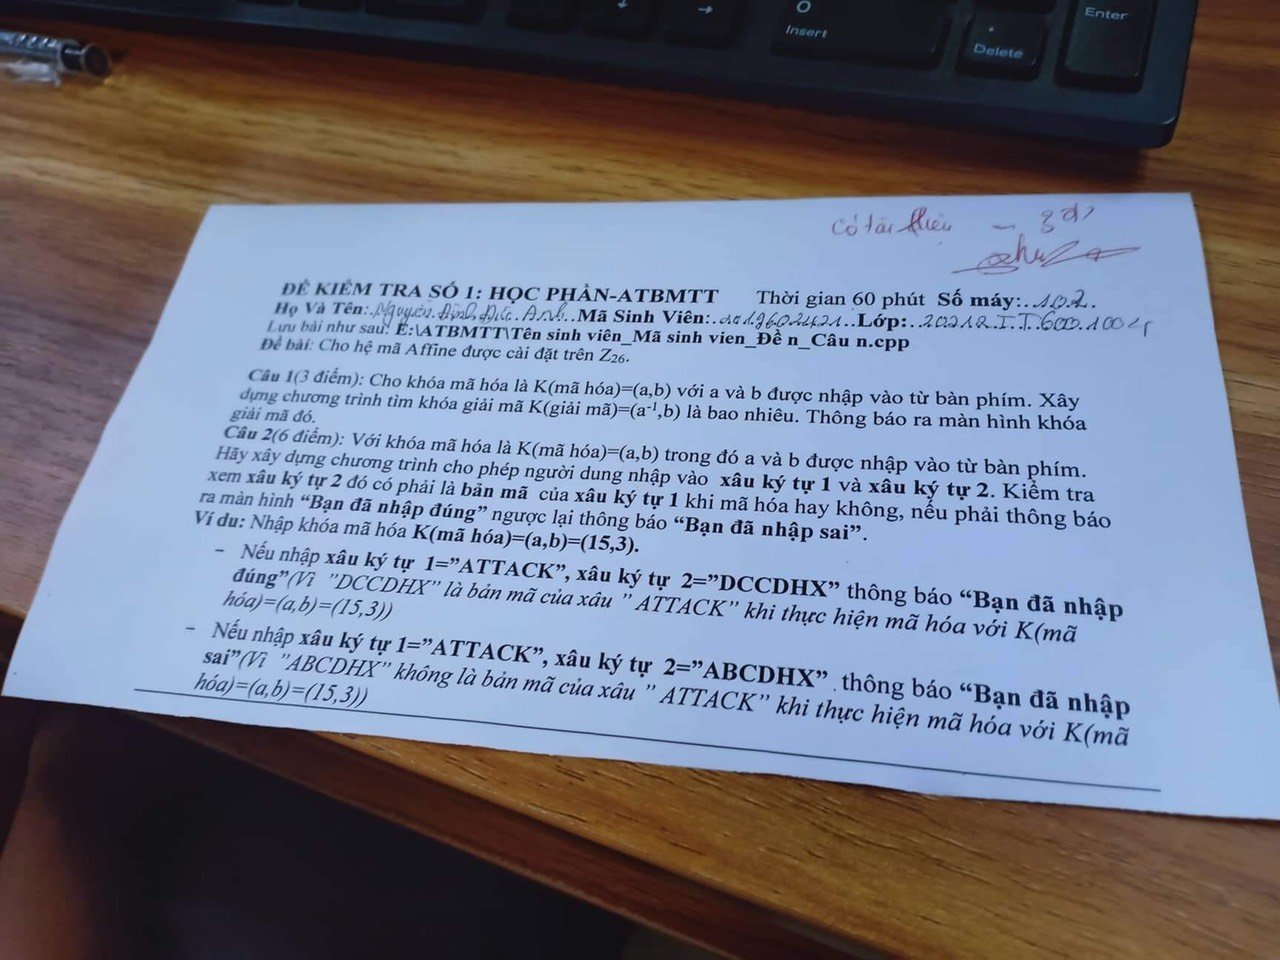 Insert
Delete
Enter
Có tài liệu – 3đ
ĐỀ KIỂM TRA SỐ 1: HỌC PHẦN-ATBMTT Thời gian 60 phút Số máy:..102..
Họ Và Tên:.Nguyễn Đình Đức Anh..Mã Sinh Viên:..2019602421..Lớp:..20212IT6001004
Lưu bài như sau: E:\ATBMTT\Tên sinh viên_Mã sinh vien_Đề n_Câu n.cpp
Đề bài: Cho hệ mã Affine được cài đặt trên Z26.
Câu 1(3 điểm): Cho khóa mã hóa là K(mã hóa)=(a,b) với a và b được nhập vào từ bàn phím. Xây
dựng chương trình tìm khóa giải mã K(giải mã)=(a⁻¹,b) là bao nhiêu. Thông báo ra màn hình khóa
giải mã đó.
Câu 2(6 điểm): Với khóa mã hóa là K(mã hóa)=(a,b) trong đó a và b được nhập vào từ bàn phím.
Hãy xây dựng chương trình cho phép người dung nhập vào xâu ký tự 1 và xâu ký tự 2. Kiểm tra
xem xâu ký tự 2 đó có phải là bản mã của xâu ký tự 1 khi mã hóa hay không, nếu phải thông báo
ra màn hình “Bạn đã nhập đúng” ngược lại thông báo “Bạn đã nhập sai”.
Ví du: Nhập khóa mã hóa K(mã hóa)=(a,b)=(15,3).
- Nếu nhập xâu ký tự 1=”ATTACK”, xâu ký tự 2=”DCCDHX” thông báo “Bạn đã nhập
đúng”(Vì ”DCCDHX” là bản mã của xâu ” ATTACK” khi thực hiện mã hóa với K(mã
hóa)=(a,b)=(15,3))
- Nếu nhập xâu ký tự 1=”ATTACK”, xâu ký tự 2=”ABCDHX” thông báo “Bạn đã nhập
sai”(Vì ”ABCDHX” không là bản mã của xâu ” ATTACK” khi thực hiện mã hóa với K(mã
hóa)=(a,b)=(15,3))